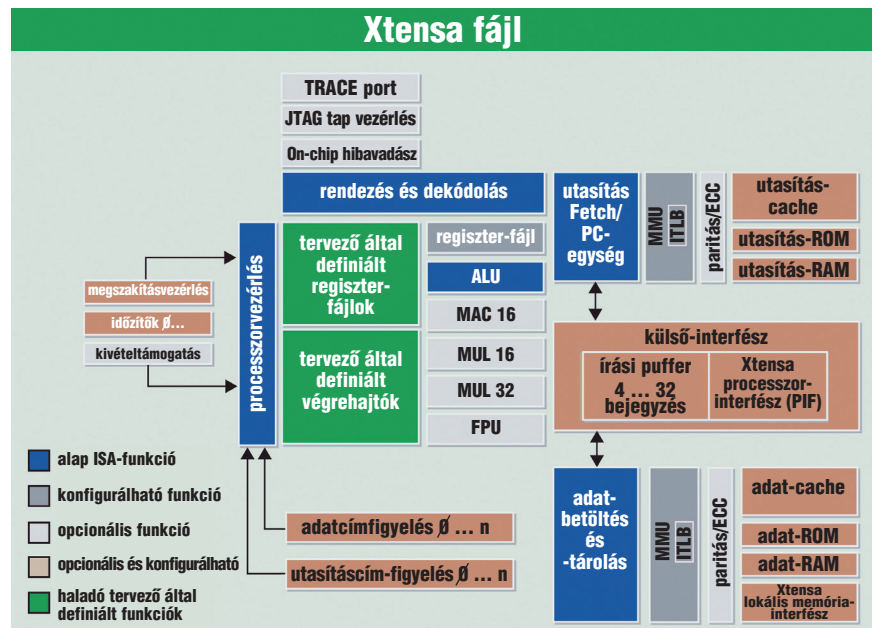 Xtensa fájl
TRACE port
JTAG tap vezérlés
On-chip hibavadász
rendezés és dekódolás
processzorvezérlés
tervező által
definiált
regiszter-
fájlok
tervező által
definiált
végrehajtók
regiszter-fájl
ALU
MAC 16
MUL 16
MUL 32
FPU
megszakításvezérlés
időzítők Ø...
kivételtámogatás
utasítás
Fetch/
PC-
egység
MMU
ITLB
paritás/ECC
utasítás-
cache
utasítás-ROM
utasítás-RAM
külső-interfész
írási puffer
4 ... 32
bejegyzés
Xtensa
processzor-
interfész (PIF)
adat-
betöltés
és
-tárolás
MMU
ITLB
paritás/ECC
adat-cache
adat-ROM
adat-RAM
Xtensa
lokális memória-
interfész
adatcímfigyelés Ø ... n
utasításcím-figyelés Ø ... n
alap ISA-funkció
konfigurálható funkció
opcionális funkció
opcionális és konfigurálható
haladó tervező által
definiált funkciók